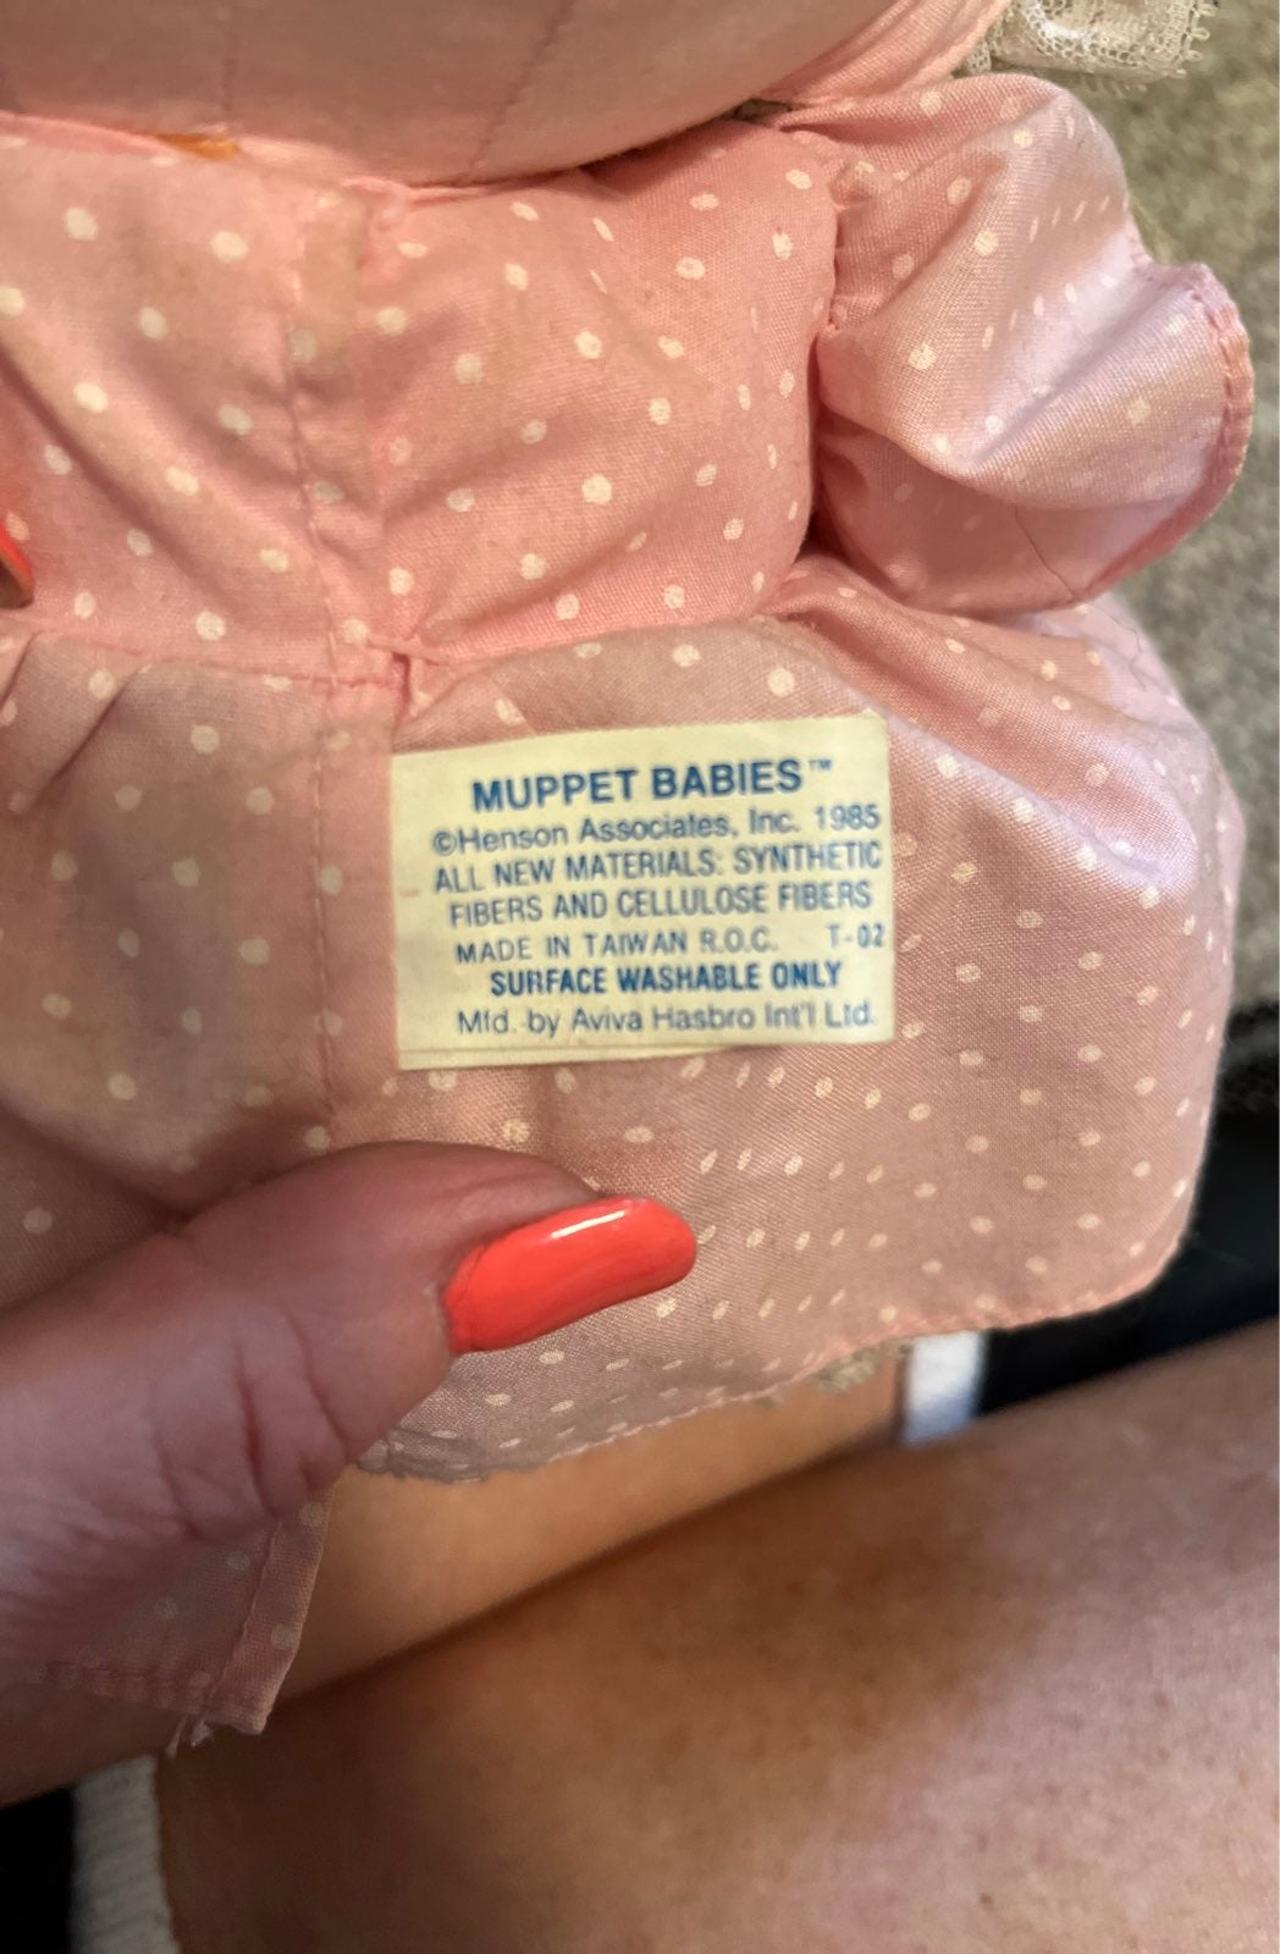 MUPPET BABIES™
©Henson Associates, Inc. 1985
ALL NEW MATERIALS: SYNTHETIC
FIBERS AND CELLULOSE FIBERS
MADE IN TAIWAN R.O.C. T-02
SURFACE WASHABLE ONLY
Mfd. by Aviva Hasbro Int'l Ltd.